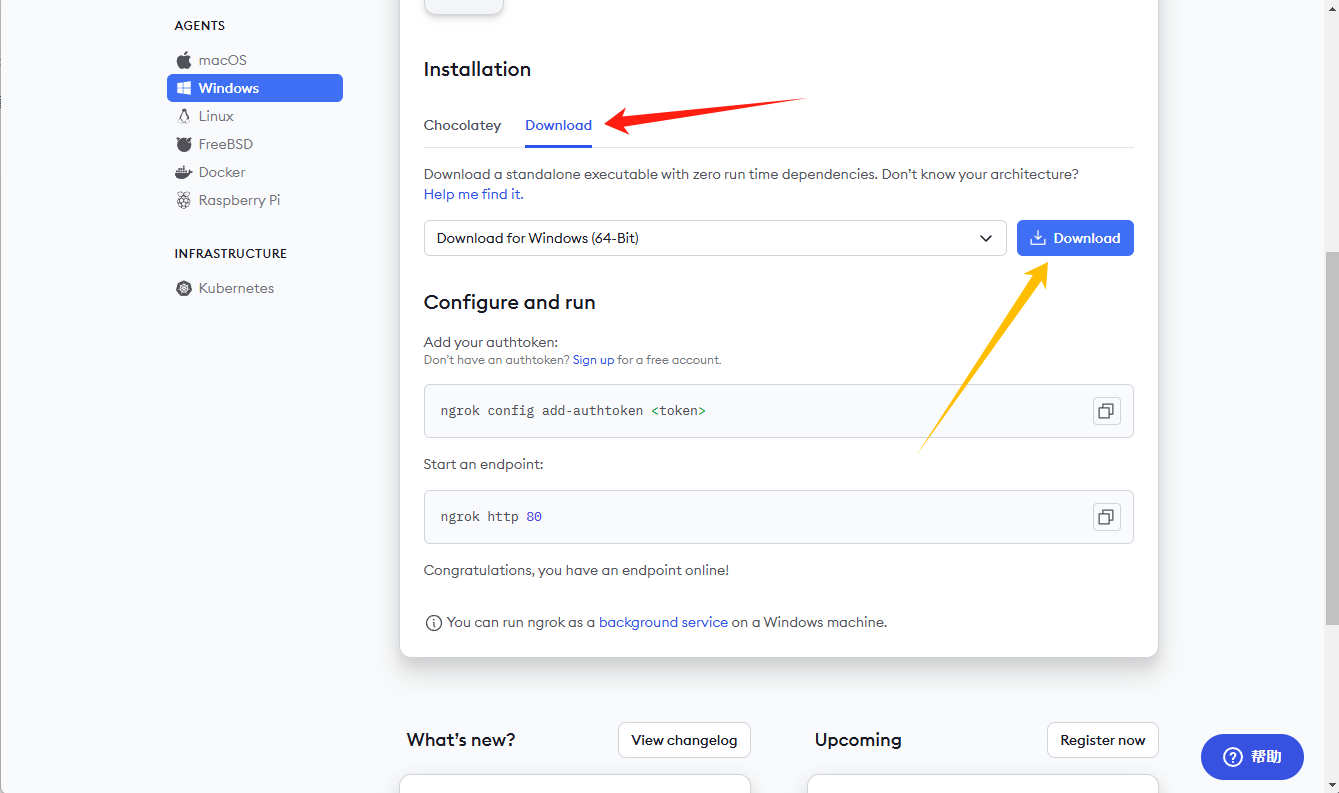 AGENTS
macOS
Windows
Linux
FreeBSD
Docker
Raspberry Pi
INFRASTRUCTURE
Kubernetes
Installation
Chocolatey
Download
Download a standalone executable with zero run time dependencies. Don’t know your architecture?
Help me find it.
Download for Windows (64-Bit)
Download
Configure and run
Add your authtoken:
Don’t have an authtoken? Sign up for a free account.
ngrok config add-authtoken <token>
Start an endpoint:
ngrok http 80
Congratulations, you have an endpoint online!
You can run ngrok as a background service on a Windows machine.
What’s new?
View changelog
Upcoming
Register now
帮助